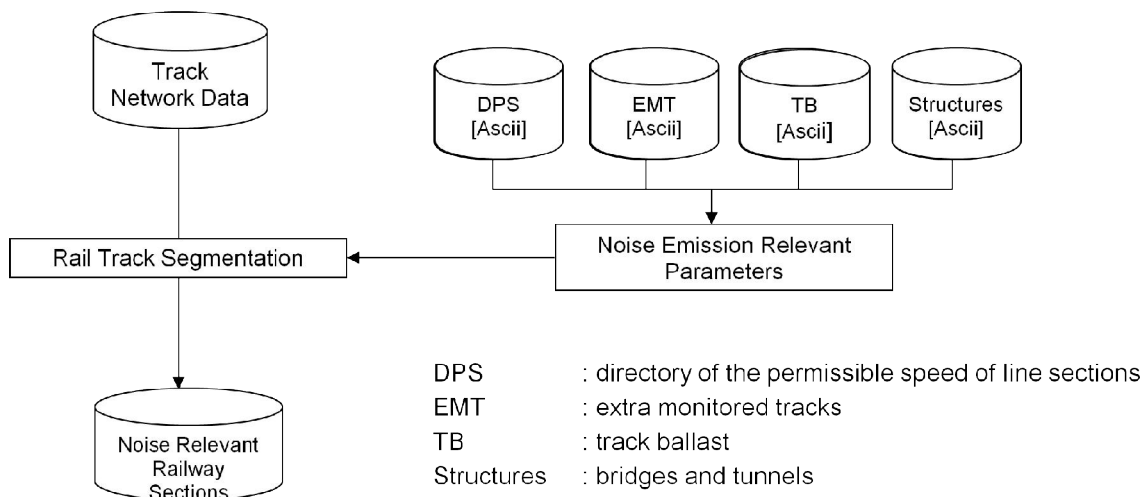 Track
Network Data
DPS
[Ascii]
EMT
[Ascii]
TB
[Ascii]
Structures
[Ascii]
Rail Track Segmentation
Noise Emission Relevant
Parameters
DPS : directory of the permissible speed of line sections
EMT : extra monitored tracks
TB : track ballast
Structures : bridges and tunnels
Noise Relevant
Railway
Sections